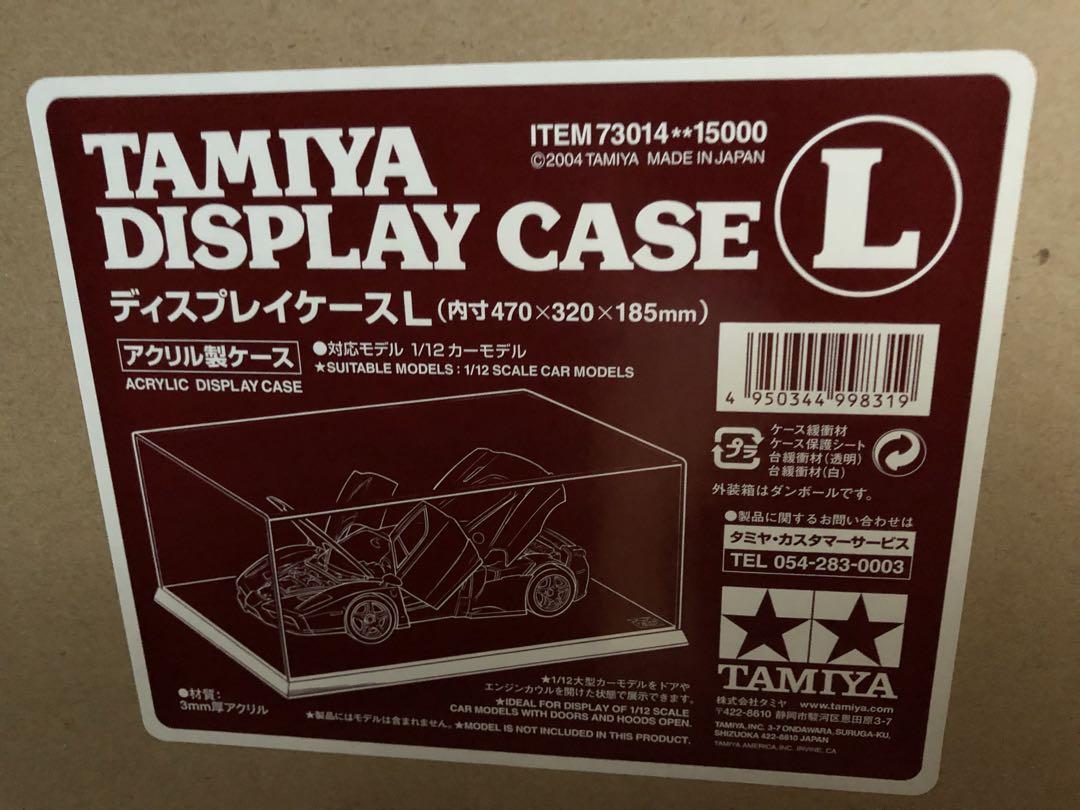 TAMIYA
DISPLAY CASE
L
ITEM 73014**15000
©2004 TAMIYA MADE IN JAPAN
ディスプレイケースL（内寸470×320×185mm）
アクリル製ケース
ACRYLIC DISPLAY CASE
●対応モデル 1/12カーモデル
★SUITABLE MODELS : 1/12 SCALE CAR MODELS
4 950344 998319
プラ
ケース緩衝材
ケース保護シート
台緩衝材（透明）
台緩衝材（白）
外装箱はダンボールです。
●製品に関するお問い合わせは
タミヤ・カスタマーサービス
TEL 054-283-0003
●材質：
3mm厚アクリル
★1/12大型カーモデルをドアや
エンジンカウルを開けた状態で展示できます。
★IDEAL FOR DISPLAY OF 1/12 SCALE
CAR MODELS WITH DOORS AND HOODS OPEN.
★製品にはモデルは含まれません。★MODEL IS NOT INCLUDED IN THIS PRODUCT.
TAMIYA
株式会社タミヤ www.tamiya.com
〒422-8610 静岡市駿河区恩田原3-7
TAMIYA, INC. 3-7 ONDAWARA, SURUGA-KU,
SHIZUOKA 422-8610 JAPAN
TAMIYA AMERICA, INC. IRVINE, CA